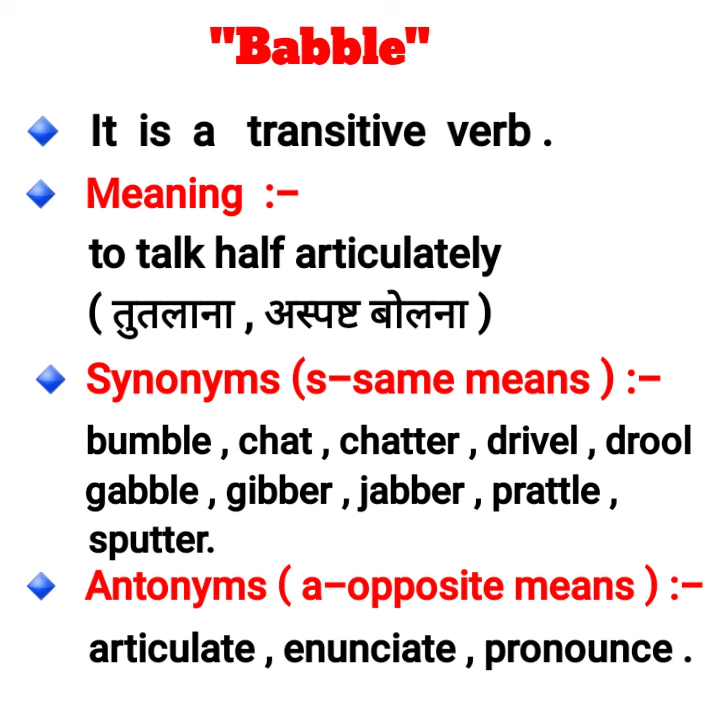 "Babble"
It is a transitive verb .
Meaning :–
to talk half articulately
( तुतलाना , अस्पष्ट बोलना )
Synonyms (s–same means ) :–
bumble , chat , chatter , drivel , drool
gabble , gibber , jabber , prattle ,
sputter.
Antonyms ( a–opposite means ) :–
articulate , enunciate , pronounce .